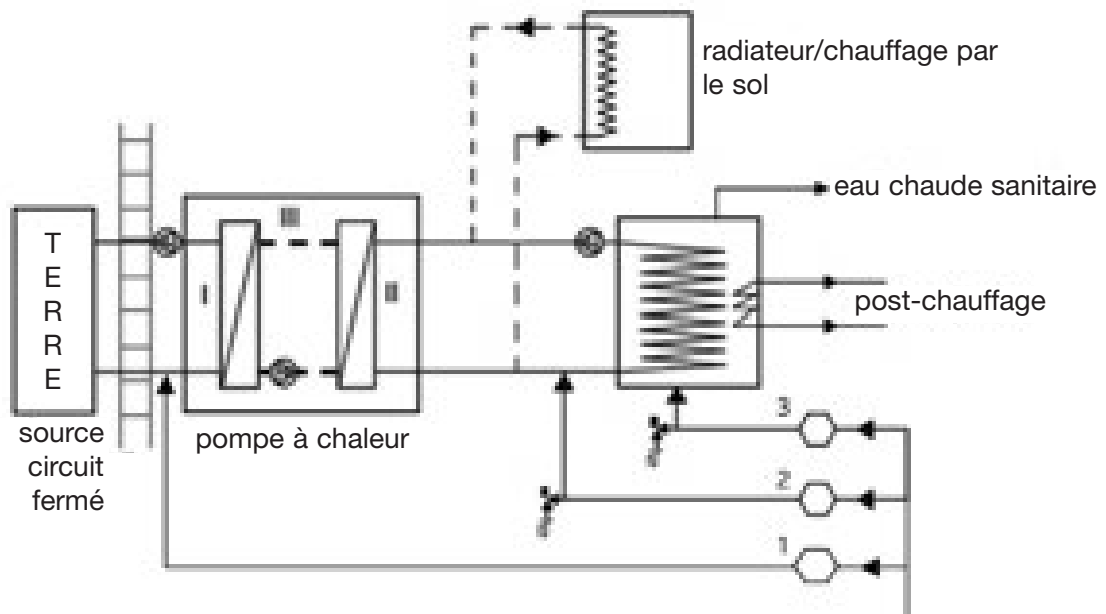 radiateur/chauffage par
le sol
eau chaude sanitaire
TERRE
III
I
II
post-chauffage
source
circuit
fermé
pompe à chaleur
3
2
1